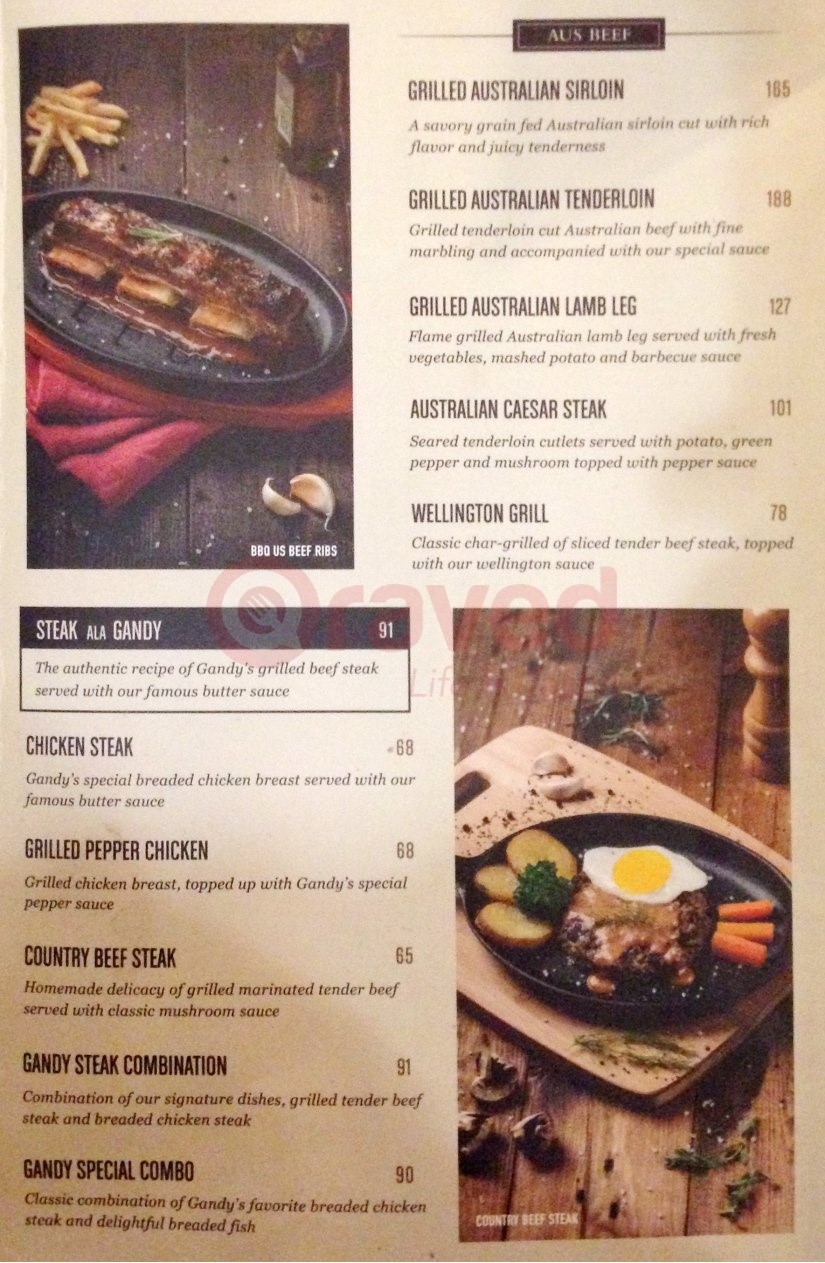 AUS BEEF
GRILLED AUSTRALIAN SIRLOIN 165
A savory grain fed Australian sirloin cut with rich
flavor and juicy tenderness
GRILLED AUSTRALIAN TENDERLOIN 188
Grilled tenderloin cut Australian beef with fine
marbling and accompanied with our special sauce
GRILLED AUSTRALIAN LAMB LEG 127
Flame grilled Australian lamb leg served with fresh
vegetables, mashed potato and barbecue sauce
AUSTRALIAN CAESAR STEAK 101
Seared tenderloin cutlets served with potato, green
pepper and mushroom topped with pepper sauce
WELLINGTON GRILL 78
Classic char-grilled of sliced tender beef steak, topped
with our wellington sauce
BBQ US BEEF RIBS
Qraved
STEAK ALA GANDY 91
The authentic recipe of Gandy's grilled beef steak
served with our famous butter sauce
CHICKEN STEAK 68
Gandy's special breaded chicken breast served with our
famous butter sauce
GRILLED PEPPER CHICKEN 68
Grilled chicken breast, topped up with Gandy's special
pepper sauce
COUNTRY BEEF STEAK 65
Homemade delicacy of grilled marinated tender beef
served with classic mushroom sauce
GANDY STEAK COMBINATION 91
Combination of our signature dishes, grilled tender beef
steak and breaded chicken steak
GANDY SPECIAL COMBO 90
Classic combination of Gandy's favorite breaded chicken
steak and delightful breaded fish
COUNTRY BEEF STEAK